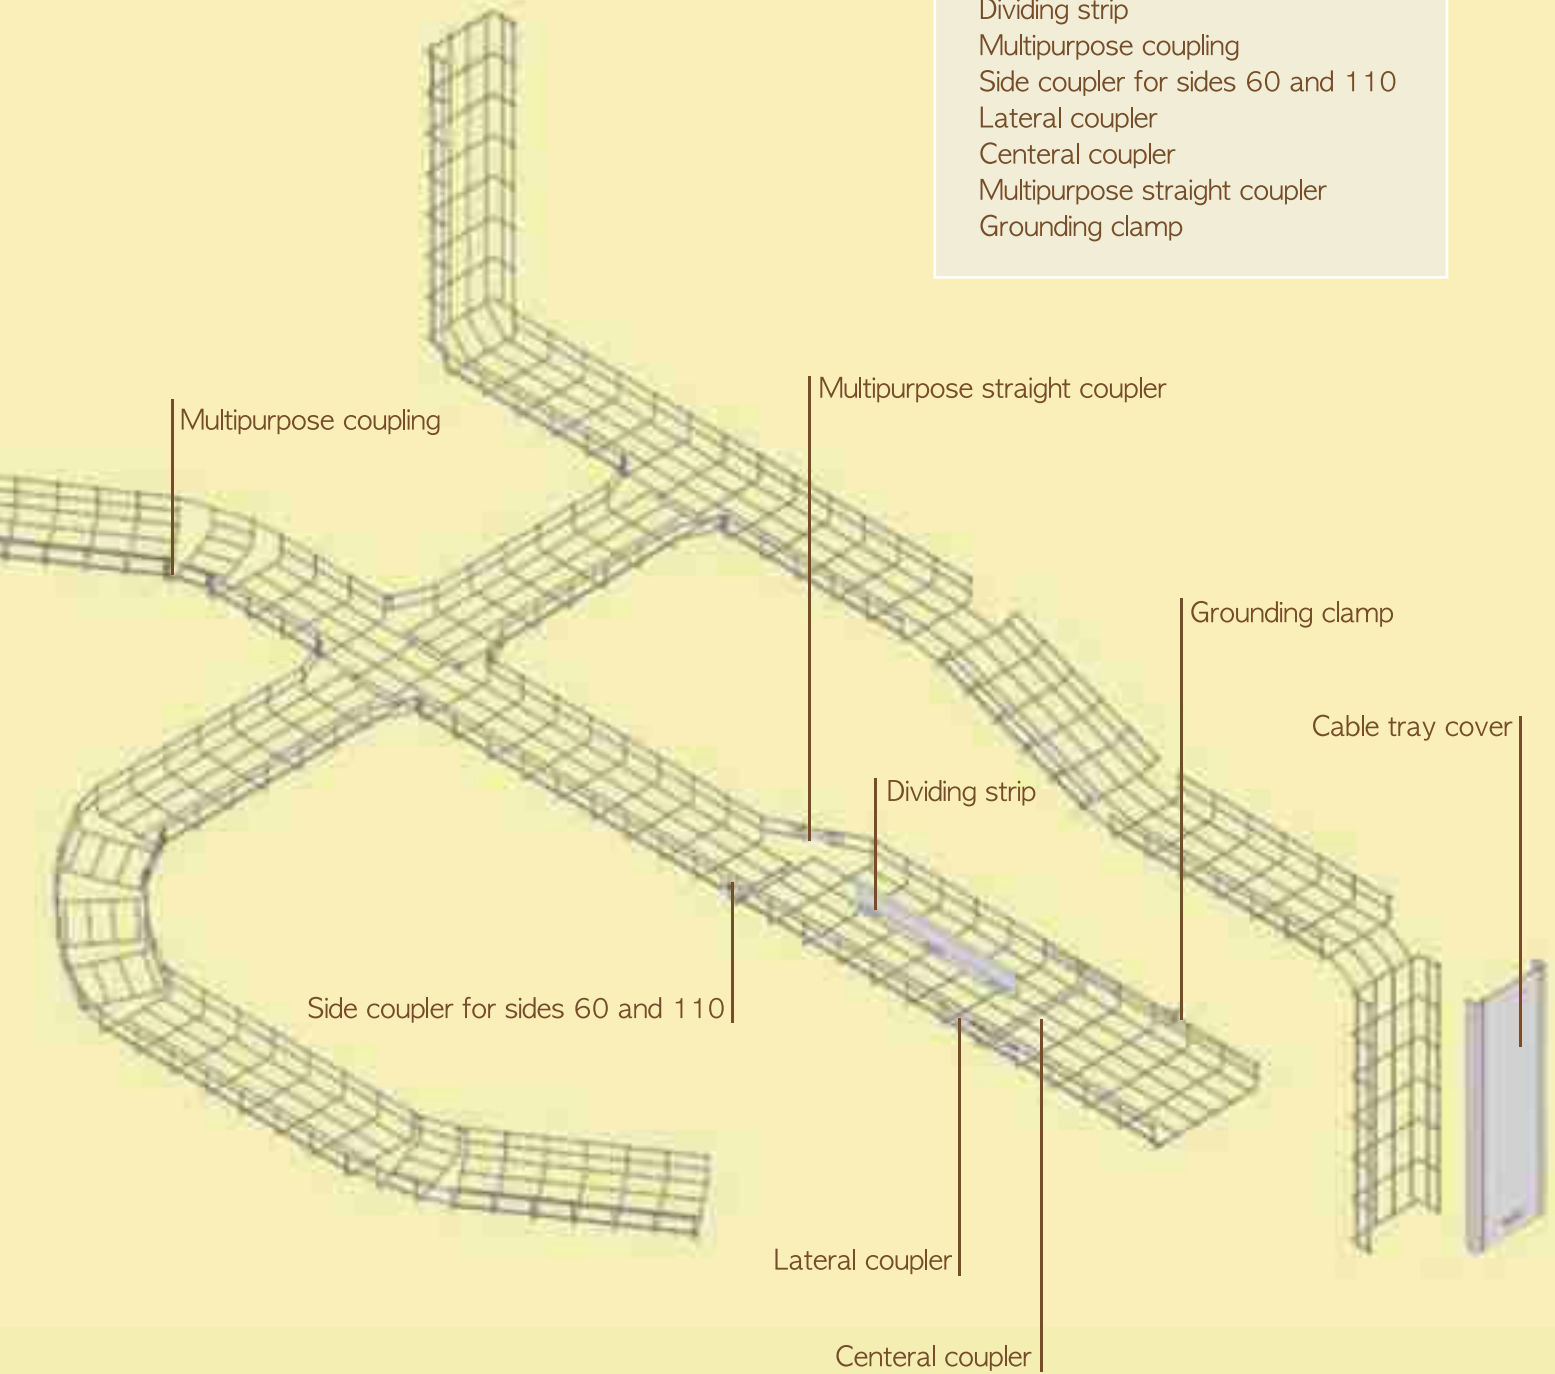 Dividing strip
Multipurpose coupling
Side coupler for sides 60 and 110
Lateral coupler
Centeral coupler
Multipurpose straight coupler
Grounding clamp
Multipurpose straight coupler
Multipurpose coupling
Grounding clamp
Cable tray cover
Dividing strip
Side coupler for sides 60 and 110
Lateral coupler
Centeral coupler